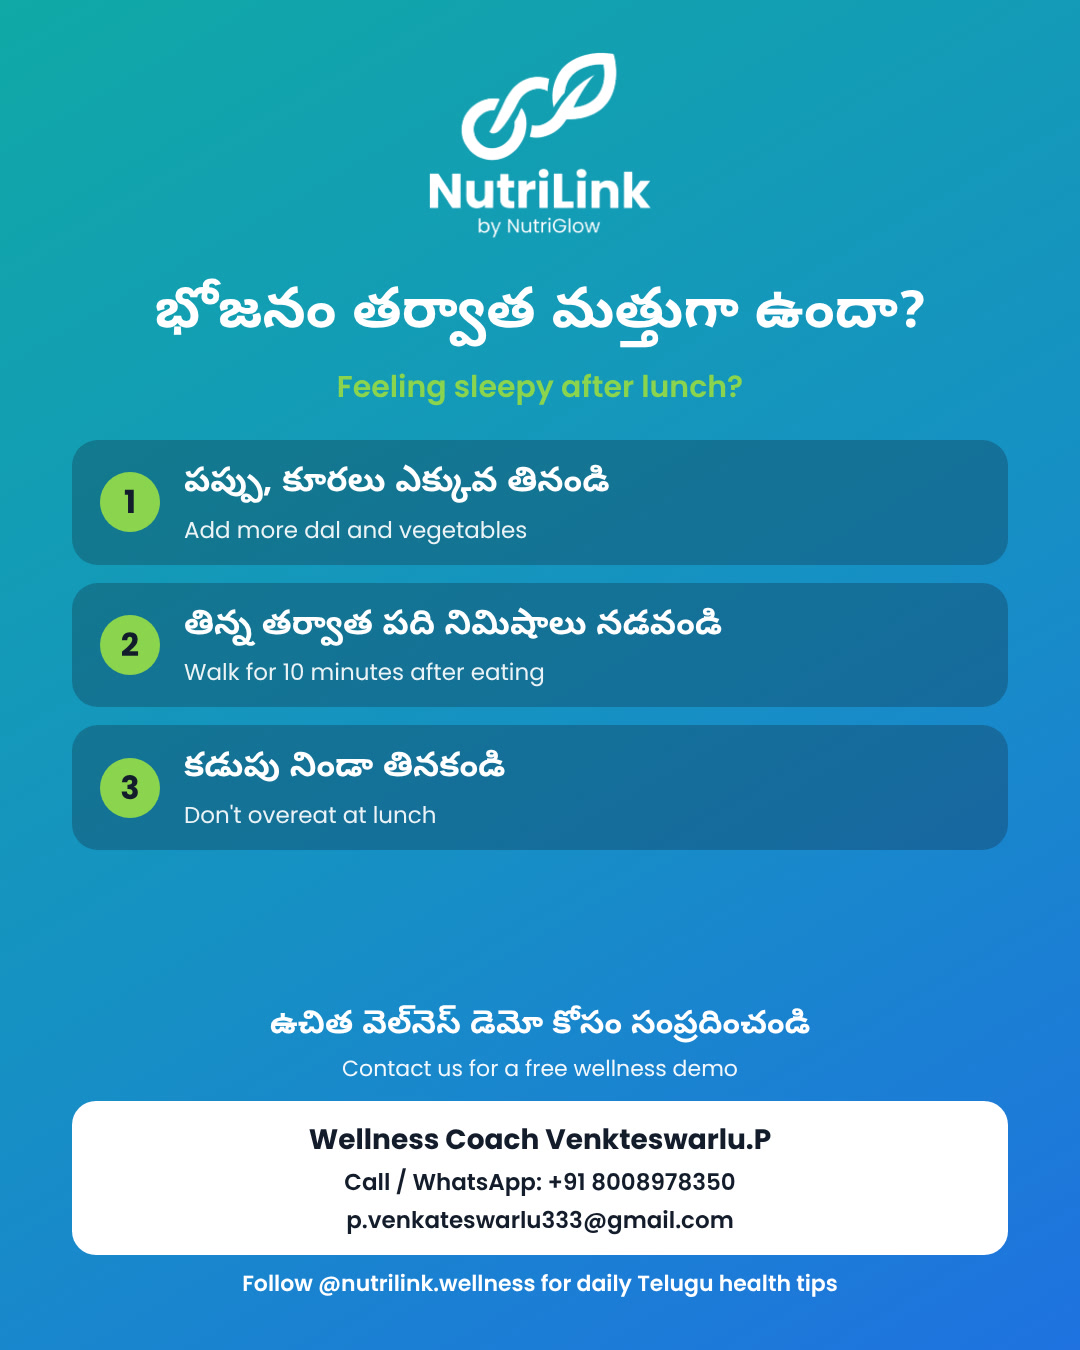 NutriLink
by NutriGlow
భోజనం తర్వాత మత్తుగా ఉందా?
Feeling sleepy after lunch?
1
పప్పు, కూరలు ఎక్కువ తినండి
Add more dal and vegetables
2
తిన్న తర్వాత పది నిమిషాలు నడవండి
Walk for 10 minutes after eating
3
కడుపు నిండా తినకండి
Don't overeat at lunch
ఉచిత వెల్‌నెస్ డెమో కోసం సంప్రదించండి
Contact us for a free wellness demo
Wellness Coach Venkteswarlu.P
Call / WhatsApp: +91 8008978350
p.venkateswarlu333@gmail.com
Follow @nutrilink.wellness for daily Telugu health tips